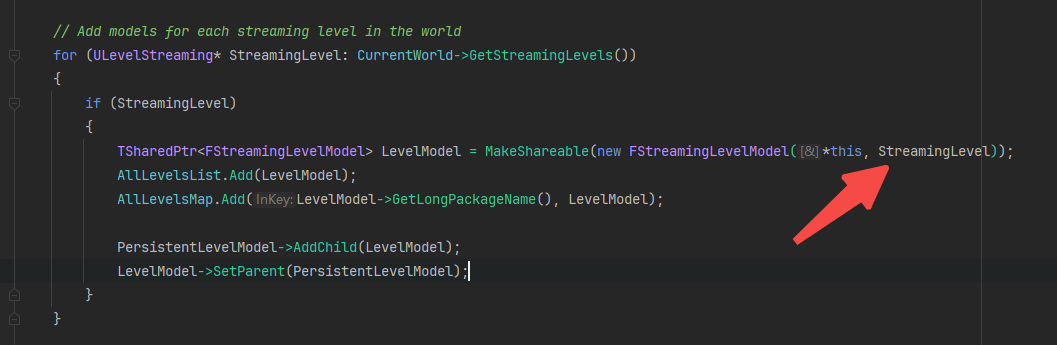 // Add models for each streaming level in the world
for (ULevelStreaming* StreamingLevel: CurrentWorld->GetStreamingLevels())
{
if (StreamingLevel)
{
TSharedPtr<FStreamingLevelModel> LevelModel = MakeShareable(new FStreamingLevelModel([&]*this, StreamingLevel));
AllLevelsList.Add(LevelModel);
AllLevelsMap.Add(InKey:LevelModel->GetLongPackageName(), LevelModel);
PersistentLevelModel->AddChild(LevelModel);
LevelModel->SetParent(PersistentLevelModel);
}
}